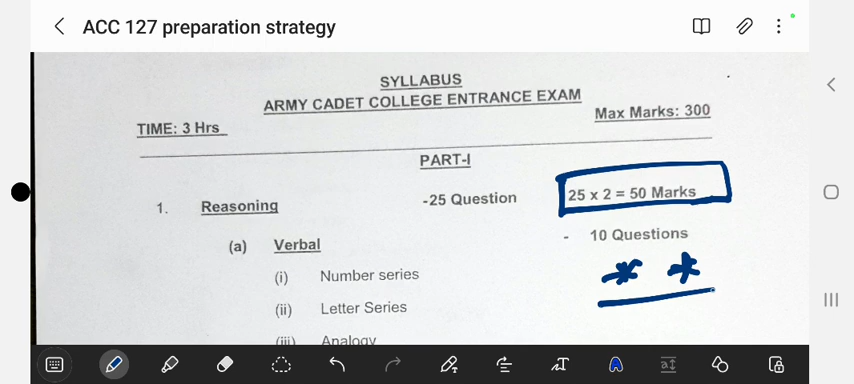 ACC 127 preparation strategy
SYLLABUS
ARMY CADET COLLEGE ENTRANCE EXAM
TIME: 3 Hrs
Max Marks: 300
PART-I
1. Reasoning -25 Question 25 x 2 = 50 Marks
(a) Verbal - 10 Questions
(i) Number series
* *
(ii) Letter Series
(iii) Analogy